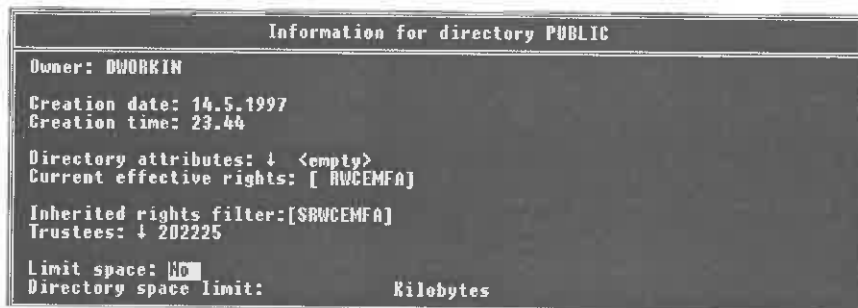 Information for directory PUBLIC
Owner: DWORKIN
Creation date: 14.5.1997
Creation time: 23.44
Directory attributes: ↓ <empty>
Current effective rights: [ RWCEMFA]
Inherited rights filter:[SRWCEMFA]
Trustees: ↓ 202225
Limit space: No
Directory space limit: Kilobytes